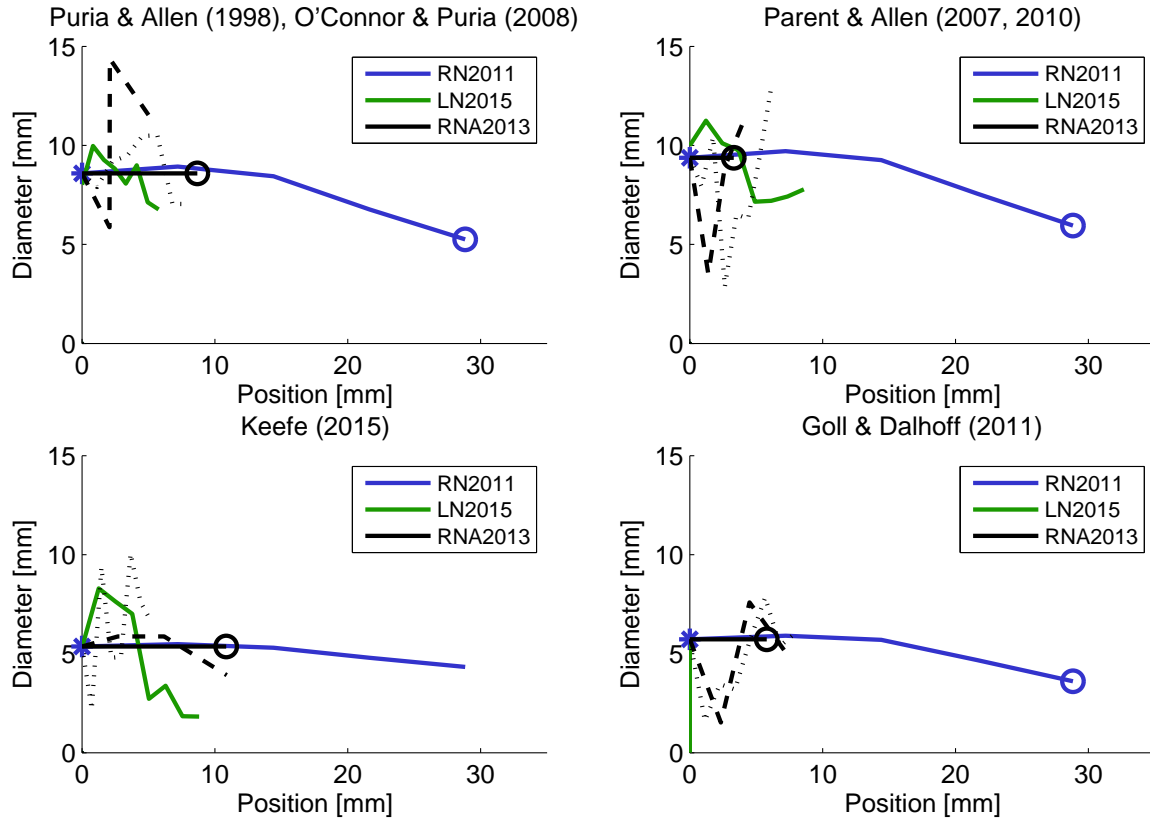 Puria & Allen (1998), O'Connor & Puria (2008)
15
10
5
0
Diameter [mm]
RN2011
LN2015
RNA2013
0 10 20 30
Position [mm]
Parent & Allen (2007, 2010)
15
10
5
0
Diameter [mm]
RN2011
LN2015
RNA2013
0 10 20 30
Position [mm]
Keefe (2015)
15
10
5
0
Diameter [mm]
RN2011
LN2015
RNA2013
0 10 20 30
Position [mm]
Goll & Dalhoff (2011)
15
10
5
0
Diameter [mm]
RN2011
LN2015
RNA2013
0 10 20 30
Position [mm]